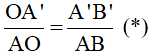 OA'/AO = A'B'/AB (*)